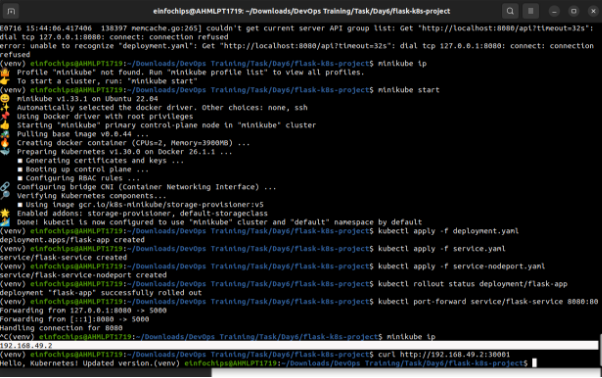 einfochips@AHMLPT1719: ~/Downloads/DevOps Training/Task/Day6/flask-k8s-project
E0716 15:44:06.417406  138397 memcache.go:265] couldn't get current server API group list: Get "http://localhost:8080/api?timeout=32s":
dial tcp 127.0.0.1:8080: connect: connection refused
error: unable to recognize "deployment.yaml": Get "http://localhost:8080/api?timeout=32s": dial tcp 127.0.0.1:8080: connect: connection
refused
(venv) einfochips@AHMLPT1719:~/Downloads/DevOps Training/Task/Day6/flask-k8s-project$ minikube ip
Profile "minikube" not found. Run "minikube profile list" to view all profiles.
To start a cluster, run: "minikube start"
(venv) einfochips@AHMLPT1719:~/Downloads/DevOps Training/Task/Day6/flask-k8s-project$ minikube start
minikube v1.33.1 on Ubuntu 22.04
Automatically selected the docker driver. Other choices: none, ssh
Using Docker driver with root privileges
Starting "minikube" primary control-plane node in "minikube" cluster
Pulling base image v0.0.44 ...
Creating docker container (CPUs=2, Memory=3900MB) ...
Preparing Kubernetes v1.30.0 on Docker 26.1.1 ...
Generating certificates and keys ...
Booting up control plane ...
Configuring RBAC rules ...
Configuring bridge CNI (Container Networking Interface) ...
Verifying Kubernetes components...
Using image gcr.io/k8s-minikube/storage-provisioner:v5
Enabled addons: storage-provisioner, default-storageclass
Done! kubectl is now configured to use "minikube" cluster and "default" namespace by default
(venv) einfochips@AHMLPT1719:~/Downloads/DevOps Training/Task/Day6/flask-k8s-project$ kubectl apply -f deployment.yaml
deployment.apps/flask-app created
(venv) einfochips@AHMLPT1719:~/Downloads/DevOps Training/Task/Day6/flask-k8s-project$ kubectl apply -f service.yaml
service/flask-service created
(venv) einfochips@AHMLPT1719:~/Downloads/DevOps Training/Task/Day6/flask-k8s-project$ kubectl apply -f service-nodeport.yaml
service/flask-service-nodeport created
(venv) einfochips@AHMLPT1719:~/Downloads/DevOps Training/Task/Day6/flask-k8s-project$ kubectl rollout status deployment/flask-app
deployment "flask-app" successfully rolled out
(venv) einfochips@AHMLPT1719:~/Downloads/DevOps Training/Task/Day6/flask-k8s-project$ kubectl port-forward service/flask-service 8080:80
Forwarding from 127.0.0.1:8080 -> 5000
Forwarding from [::1]:8080 -> 5000
Handling connection for 8080
^C(venv) einfochips@AHMLPT1719:~/Downloads/DevOps Training/Task/Day6/flask-k8s-project$ minikube ip
192.168.49.2
(venv) einfochips@AHMLPT1719:~/Downloads/DevOps Training/Task/Day6/flask-k8s-project$ curl http://192.168.49.2:30001
Hello, Kubernetes! Updated version.(venv) einfochips@AHMLPT1719:~/Downloads/DevOps Training/Task/Day6/flask-k8s-project$